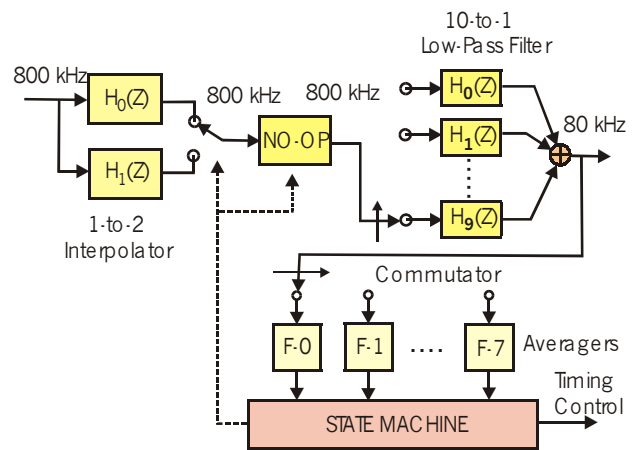 10-to-1
Low-Pass Filter
800 kHz
H0(Z)
800 kHz
800 kHz
H0(Z)
80 kHz
NO-OP
H1(Z)
H1(Z)
1-to-2
Interpolator
H9(Z)
Commutator
F-0
F-1
....
F-7
Averagers
Timing
Control
STATE MACHINE